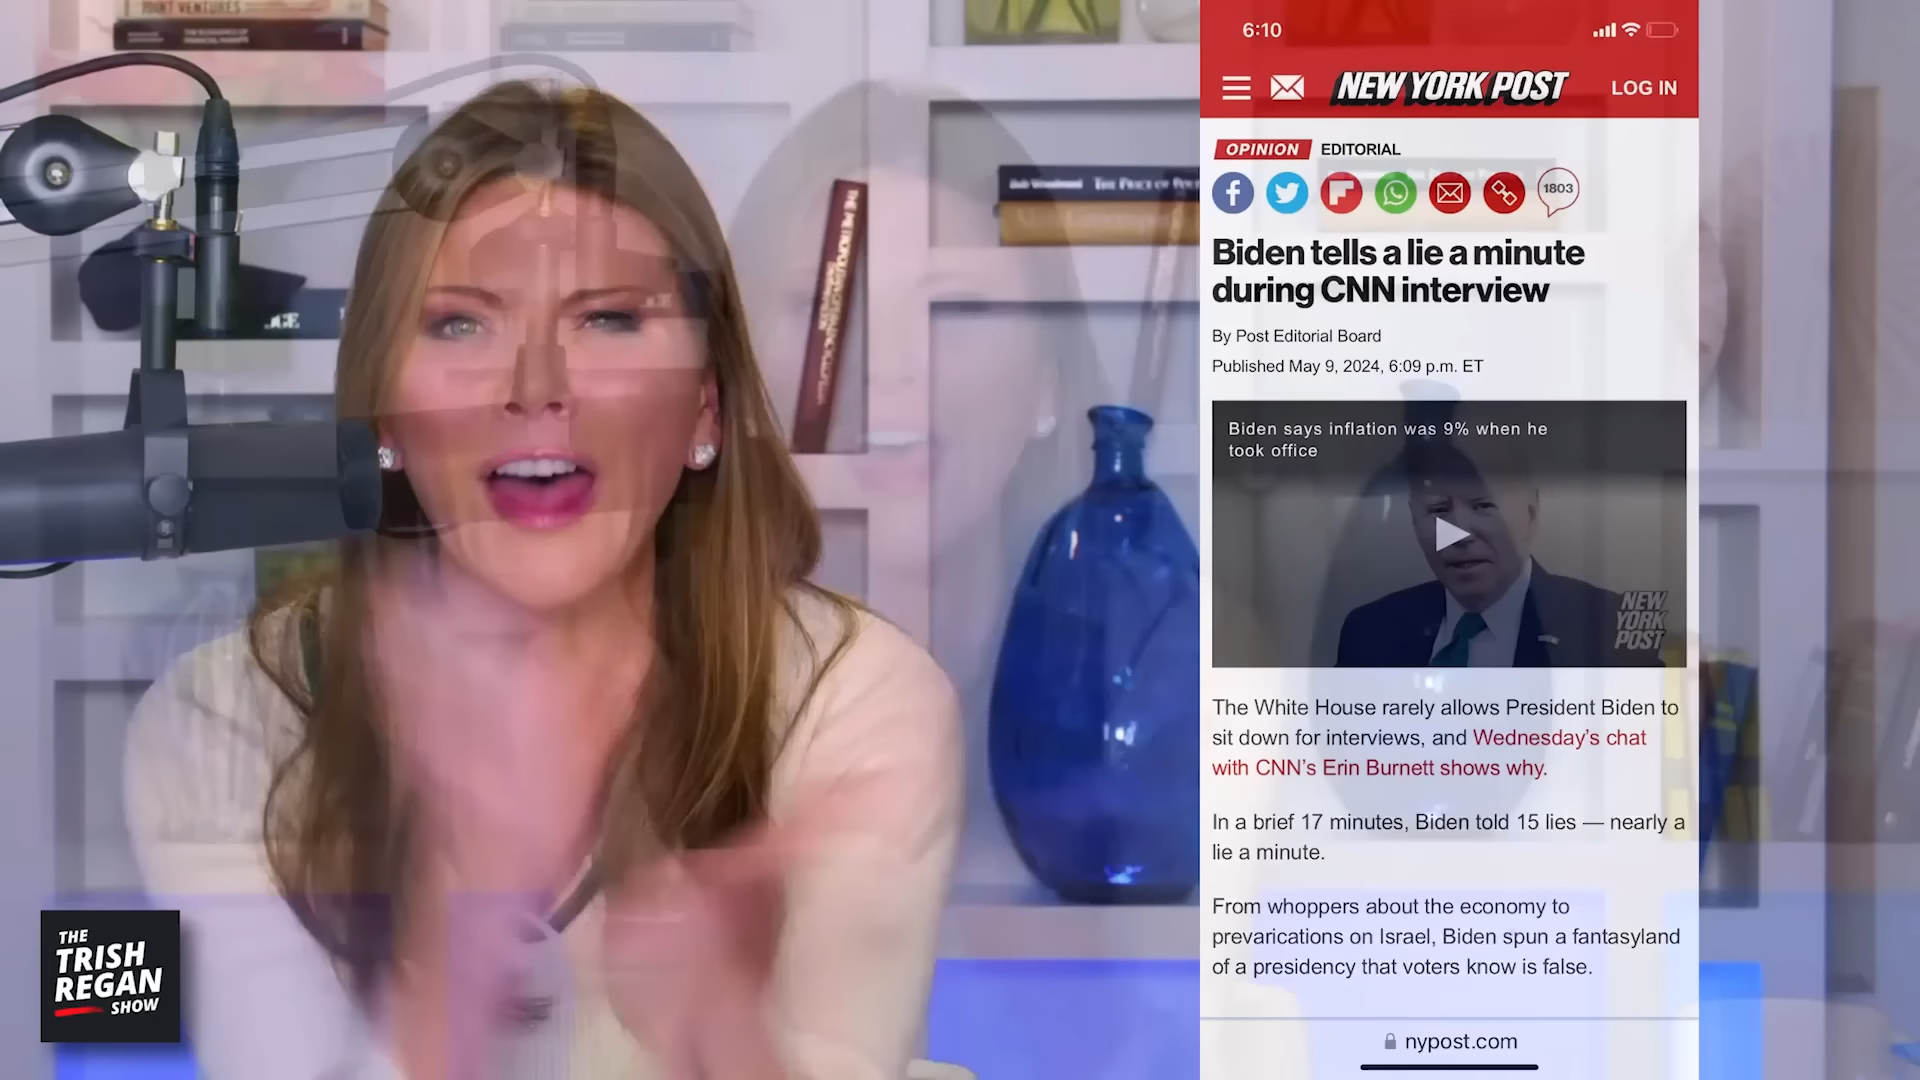 JOINT VENTURES
6:10
NEW YORK POST
LOG IN
OPINION
EDITORIAL
1803
Biden tells a lie a minute
during CNN interview
By Post Editorial Board
Published May 9, 2024, 6:09 p.m. ET
Biden says inflation was 9% when he
took office
NEW
YORK
POST
The White House rarely allows President Biden to
sit down for interviews, and Wednesday’s chat
with CNN’s Erin Burnett shows why.
In a brief 17 minutes, Biden told 15 lies — nearly a
lie a minute.
From whoppers about the economy to
prevarications on Israel, Biden spun a fantasyland
of a presidency that voters know is false.
nypost.com
THE
TRISH
REGAN
SHOW